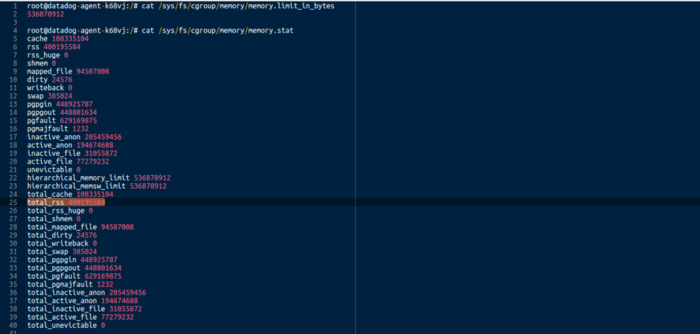 1 root@datadog-agent-k68vj:/# cat /sys/fs/cgroup/memory/memory.limit_in_bytes
2 536870912
3
4 root@datadog-agent-k68vj:/# cat /sys/fs/cgroup/memory/memory.stat
5 cache 108335104
6 rss 400195584
7 rss_huge 0
8 shmem 0
9 mapped_file 94507008
10 dirty 24576
11 writeback 0
12 swap 385024
13 pgpgin 448925787
14 pgpgout 448801634
15 pgfault 629169875
16 pgmajfault 1232
17 inactive_anon 205459456
18 active_anon 194674688
19 inactive_file 31055872
20 active_file 77279232
21 unevictable 0
22 hierarchical_memory_limit 536870912
23 hierarchical_memsw_limit 536870912
24 total_cache 108335104
25 total_rss 400195584
26 total_rss_huge 0
27 total_shmem 0
28 total_mapped_file 94507008
29 total_dirty 24576
30 total_writeback 0
31 total_swap 385024
32 total_pgpgin 448925787
33 total_pgpgout 448801634
34 total_pgfault 629169875
35 total_pgmajfault 1232
36 total_inactive_anon 205459456
37 total_active_anon 194674688
38 total_inactive_file 31055872
39 total_active_file 77279232
40 total_unevictable 0
41